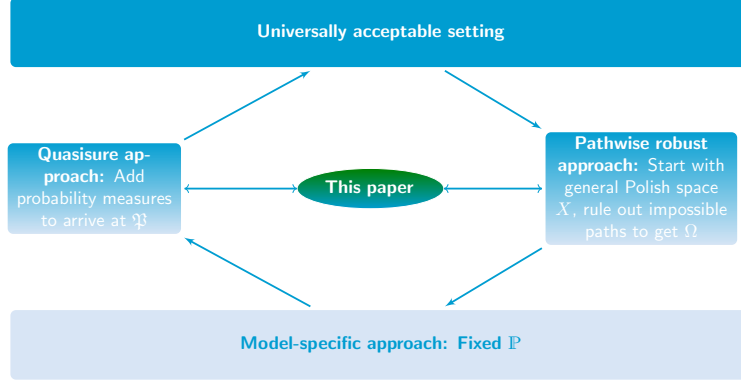 Universally acceptable setting
Quasisure ap-
proach: Add
probability measures
to arrive at 𝔓
This paper
Pathwise robust
approach: Start with
general Polish space
X, rule out impossible
paths to get Ω
Model-specific approach: Fixed ℙ